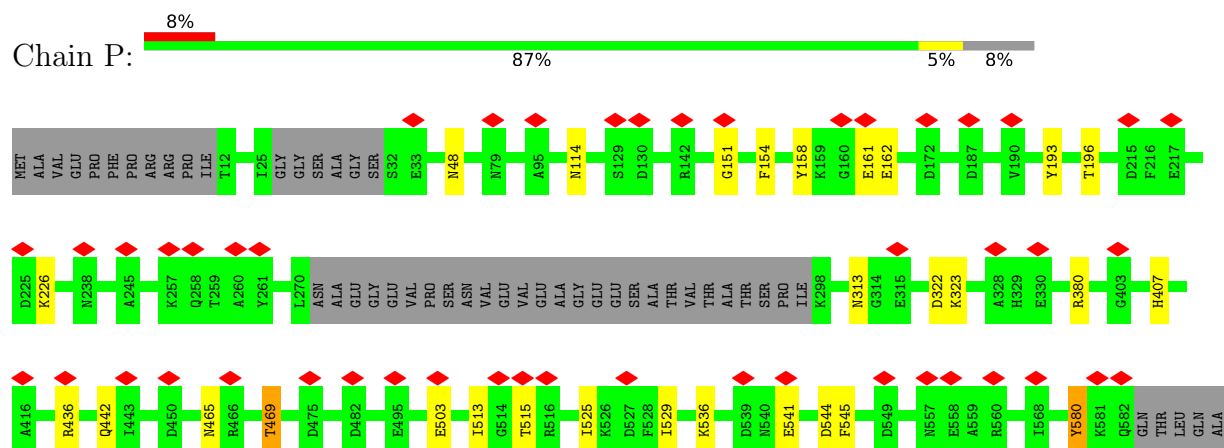 8%
Chain P:
87% 5% 8%
MET ALA VAL GLU PRO PHE PRO ARG ARG PRO ILE T12 I25 GLY GLY SER ALA GLY SER S32 E33 N48 N79 A95 N114 S129 D130 R142 G151 F154 Y158 K159 G160 E161 E162 D172 D187 V190 Y193 T196 D215 F216 E217
D225 K226 N238 A245 K257 Q258 T259 A260 Y261 L270 ASN ALA GLU GLY GLU VAL PRO SER ASN VAL GLU VAL GLU ALA GLY GLU GLU SER ALA THR VAL THR ALA THR SER PRO ILE K298 N313 G314 E315 D322 K323 A328 H329 E330 R380 G403 H407
A416 R436 Q442 I443 D450 N465 R466 T469 D475 D482 E495 E503 I513 G514 T515 R516 I525 K526 D527 F528 I529 K536 D539 N540 E541 D544 F545 D549 N557 E558 A559 R560 I568 Y580 K581 Q582 GLN THR LEU GLN ALA